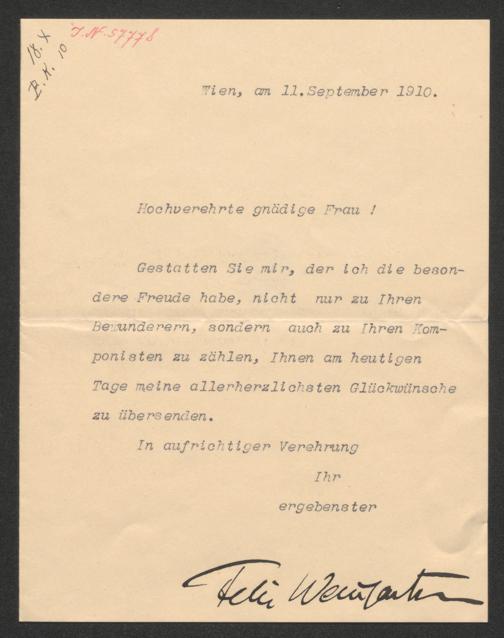 18. X
B. K. 10
I.N. 57778
Wien, am 11.September 1910.
Hochverehrte gnädige Frau !
Gestatten Sie mir, der ich die beson-
dere Freude habe, nicht nur zu Ihren
Bewunderern, sondern auch zu Ihren Kom-
ponisten zu zählen, Ihnen am heutigen
Tage meine allerherzlichsten Glückwünsche
zu übersenden.
In aufrichtiger Verehrung
Ihr
ergebenster
Felix Weingartner